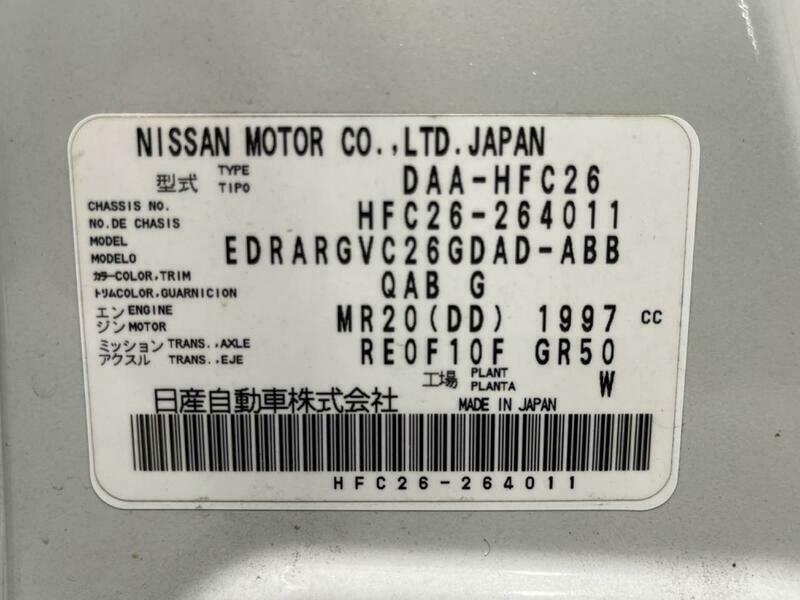 NISSAN MOTOR CO.,LTD.JAPAN
型式 TYPE TIPO DAA-HFC26
CHASSIS NO.
NO.DE CHASIS HFC26-264011
MODEL
MODELO EDRARGVC26GDAD-ABB
カラーCOLOR,TRIM
トリムCOLOR,GUARNICION QAB G
エンジン ENGINE MOTOR MR20(DD) 1997 CC
ミッション TRANS.,AXLE
アクスル TRANS.,EJE RE0F10F GR50
工場 PLANT PLANTA W
日産自動車株式会社 MADE IN JAPAN
HFC26-264011